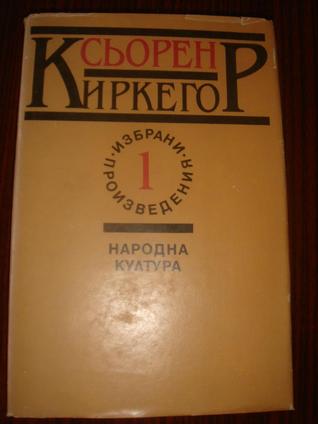 СЬОРЕН
КИРКЕГОР
ИЗБРАНИ
ПРОИЗВЕДЕНИЯ
1
НАРОДНА
КУЛТУРА